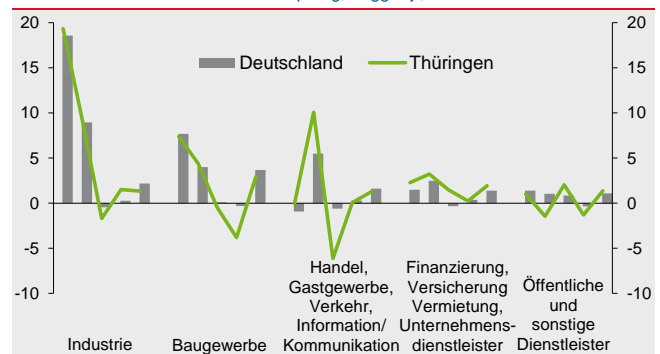 20
20
15
15
10
10
5
5
0
0
-5
-5
-10
-10
Deutschland
Thüringen
Industrie
Baugewerbe
Handel,
Gastgewerbe,
Verkehr,
Information/
Kommunikation
Finanzierung,
Versicherung
Vermietung,
Unternehmens-
dienstleister
Öffentliche
und
sonstige
Dienstleister